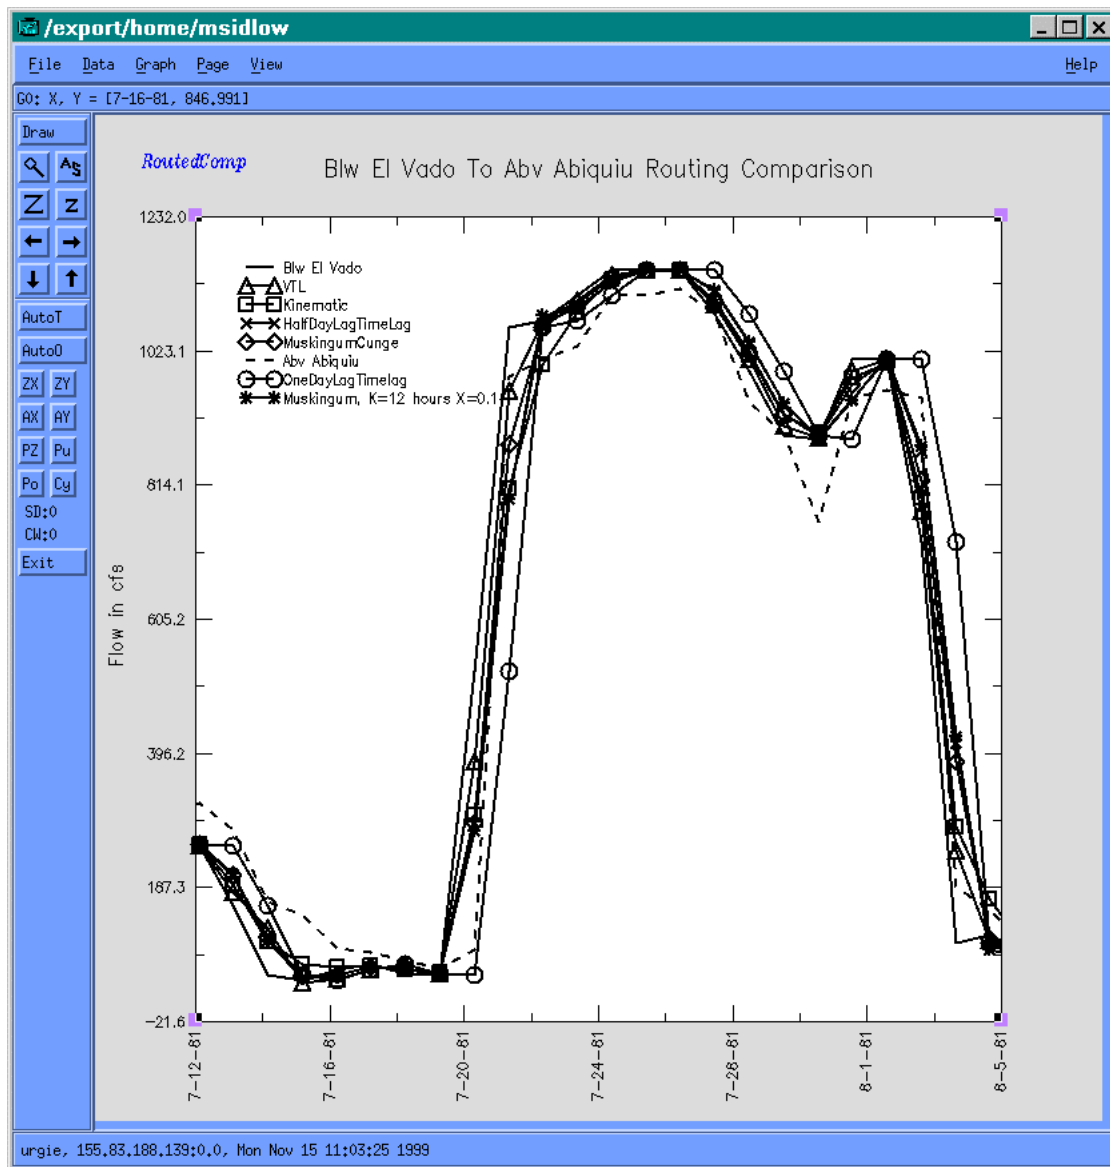 /export/home/msidlow
File Data Graph Page View Help
G0: X, Y = [7-16-81, 846.991]
Draw
A S
Z z
AutoT
AutoO
ZX ZY
AX AY
PZ Pu
Po Cy
SD:0
CW:0
Exit
RoutedComp
Blw El Vado To Abv Abiquiu Routing Comparison
1232.0
1023.1
814.1
605.2
396.2
187.3
-21.6
Flow in cfs
Blw El Vado
VTL
Kinematic
HalfDayLagTimeLag
MuskingumCunge
Abv Abiquiu
OneDayLagTimelag
Muskingum, K=12 hours X=0.1
7-12-81
7-16-81
7-20-81
7-24-81
7-28-81
8-1-81
8-5-81
urgie, 155.83.188.139:0.0, Mon Nov 15 11:03:25 1999